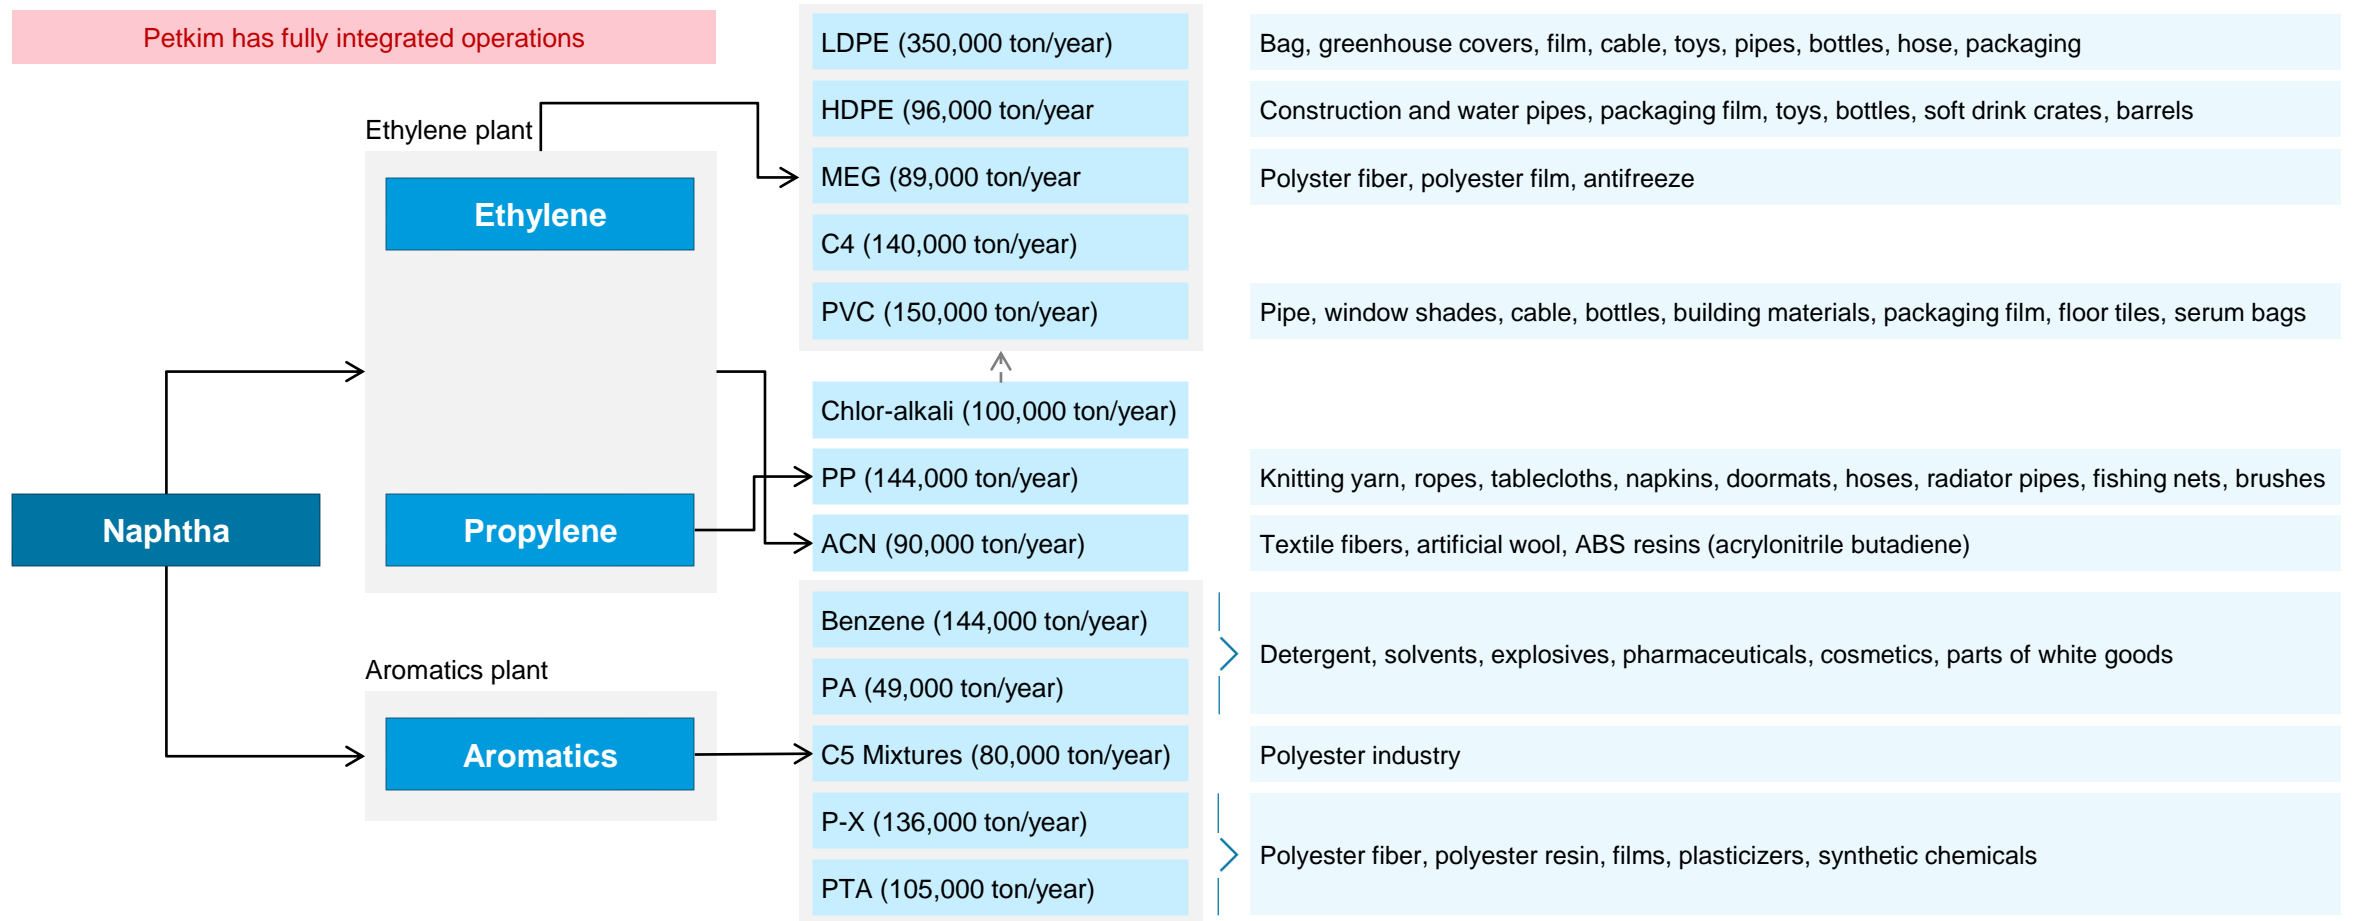 Petkim has fully integrated operations
Naphtha
Ethylene plant
Ethylene
Propylene
Aromatics plant
Aromatics
LDPE (350,000 ton/year)
Bag, greenhouse covers, film, cable, toys, pipes, bottles, hose, packaging
HDPE (96,000 ton/year
Construction and water pipes, packaging film, toys, bottles, soft drink crates, barrels
MEG (89,000 ton/year
Polyster fiber, polyester film, antifreeze
C4 (140,000 ton/year)
PVC (150,000 ton/year)
Pipe, window shades, cable, bottles, building materials, packaging film, floor tiles, serum bags
Chlor-alkali (100,000 ton/year)
PP (144,000 ton/year)
Knitting yarn, ropes, tablecloths, napkins, doormats, hoses, radiator pipes, fishing nets, brushes
ACN (90,000 ton/year)
Textile fibers, artificial wool, ABS resins (acrylonitrile butadiene)
Benzene (144,000 ton/year)
PA (49,000 ton/year)
Detergent, solvents, explosives, pharmaceuticals, cosmetics, parts of white goods
C5 Mixtures (80,000 ton/year)
Polyester industry
P-X (136,000 ton/year)
PTA (105,000 ton/year)
Polyester fiber, polyester resin, films, plasticizers, synthetic chemicals